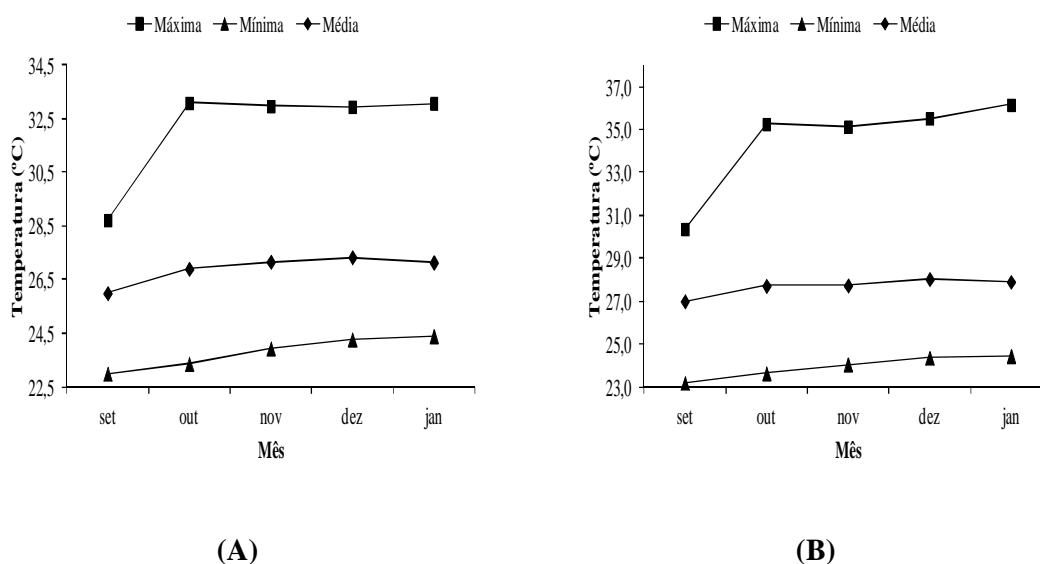 Máxima Mínima Média
34,5
32,5
30,5
28,5
26,5
24,5
22,5
Temperatura (ºC)
set out nov dez jan
Mês
(A)
Máxima Mínima Média
37,0
35,0
33,0
31,0
29,0
27,0
25,0
23,0
Temperatura (ºC)
set out nov dez jan
Mês
(B)